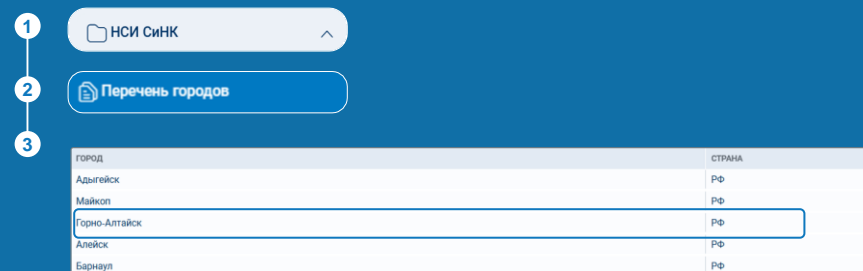 1
НСИ СиНК
2
Перечень городов
3
ГОРОД СТРАНА
Адыгейск РФ
Майкоп РФ
Горно-Алтайск РФ
Алейск РФ
Барнаул РФ